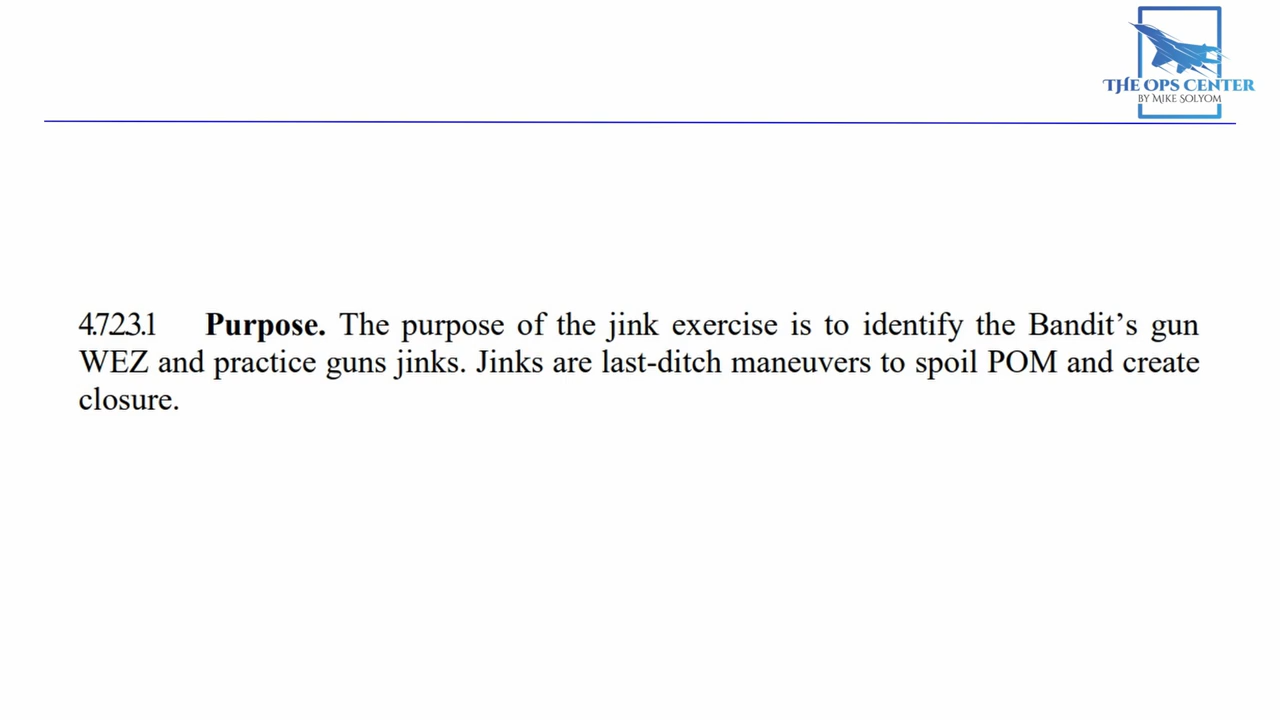 THE OPS CENTER
BY MIKE SOLYOM
4.7.2.3.1 Purpose. The purpose of the jink exercise is to identify the Bandit's gun
WEZ and practice guns jinks. Jinks are last-ditch maneuvers to spoil POM and create
closure.